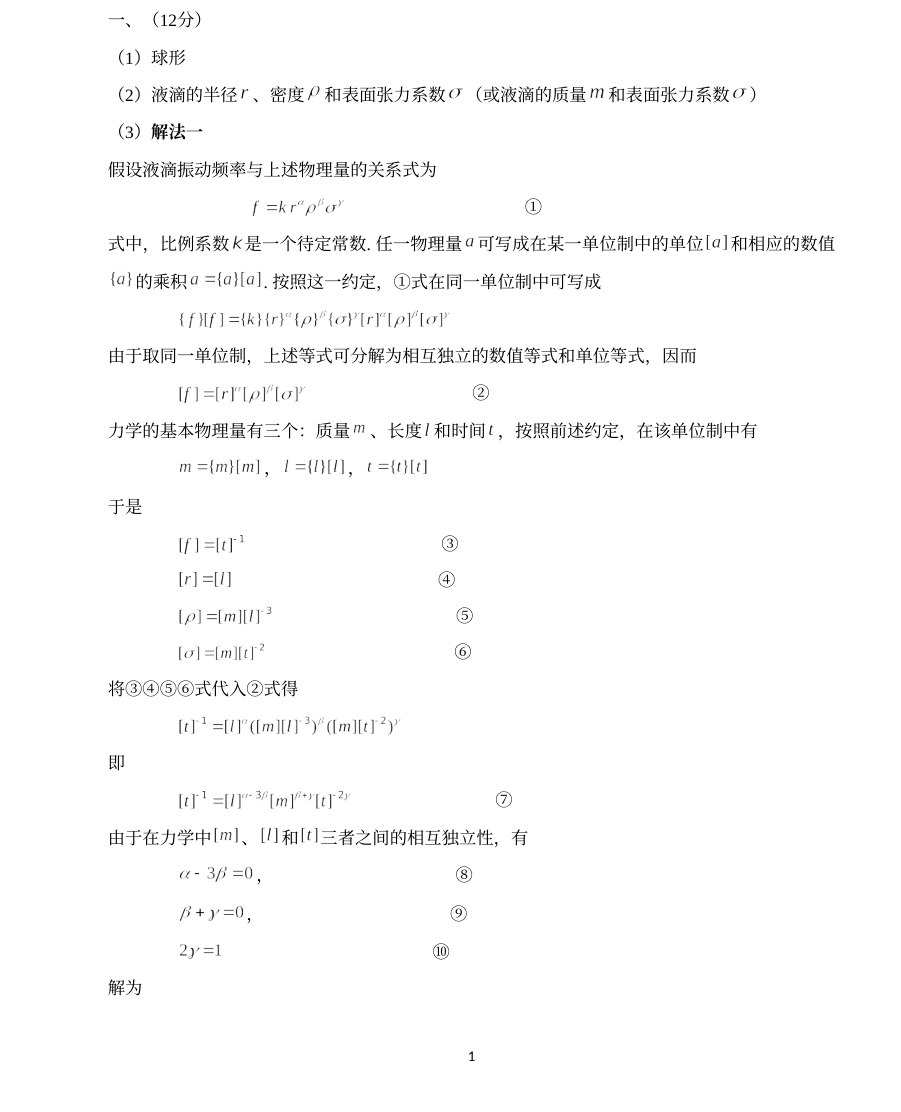 一、（12分）
（1）球形
（2）液滴的半径 r 、密度 ρ 和表面张力系数 σ （或液滴的质量 m 和表面张力系数 σ ）
（3）解法一
假设液滴振动频率与上述物理量的关系式为
f = k r^α ρ^β σ^γ ①
式中，比例系数 k 是一个待定常数. 任一物理量 a 可写成在某一单位制中的单位 [a] 和相应的数值
{a} 的乘积 a = {a}[a] . 按照这一约定，①式在同一单位制中可写成
{f}[f] = {k}{r}^α{ρ}^β{σ}^γ[r]^α[ρ]^β[σ]^γ
由于取同一单位制，上述等式可分解为相互独立的数值等式和单位等式，因而
[f] = [r]^α[ρ]^β[σ]^γ ②
力学的基本物理量有三个：质量 m 、长度 l 和时间 t ，按照前述约定，在该单位制中有
m = {m}[m] ， l = {l}[l] ， t = {t}[t]
于是
[f] = [t]^-1 ③
[r] = [l] ④
[ρ] = [m][l]^-3 ⑤
[σ] = [m][t]^-2 ⑥
将③④⑤⑥式代入②式得
[t]^-1 = [l]^α([m][l]^-3)^β([m][t]^-2)^γ
即
[t]^-1 = [l]^α-3β[m]^β+γ[t]^-2γ ⑦
由于在力学中 [m] 、 [l] 和 [t] 三者之间的相互独立性，有
α - 3β = 0 ， ⑧
β + γ = 0 ， ⑨
2γ = 1 ⑩
解为
1